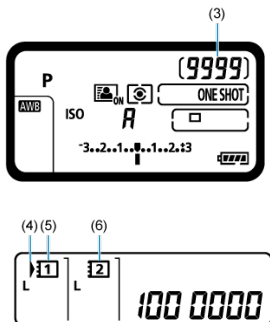 (3)
P
(9999)
ON
ONE SHOT
AWB
ISO
A
-3..2..1..0..1..2.:3
(4) (5) (6)
1 2
L L
100 0000